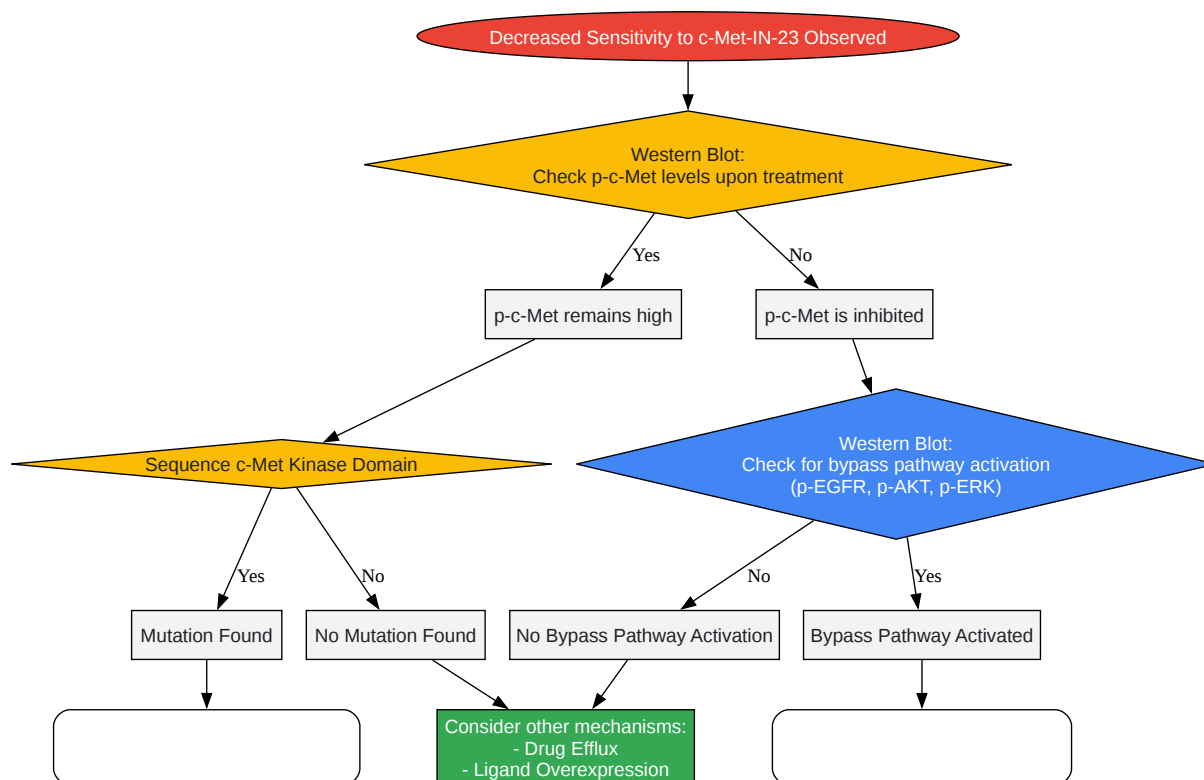 Decreased Sensitivity to c-Met-IN-23 Observed
Western Blot:
Check p-c-Met levels upon treatment
Yes
No
p-c-Met remains high
p-c-Met is inhibited
Sequence c-Met Kinase Domain
Western Blot:
Check for bypass pathway activation
(p-EGFR, p-AKT, p-ERK)
Yes
No
No
Yes
Mutation Found
No Mutation Found
No Bypass Pathway Activation
Bypass Pathway Activated
Consider other mechanisms:
- Drug Efflux
- Ligand Overexpression